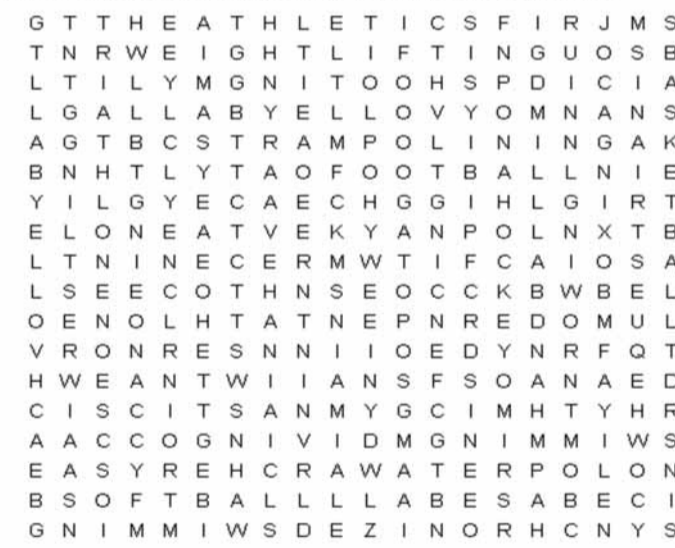 G T T H E A T H L E T I C S F I R J M S
T N R W E I G H T L I F T I N G U O S B
L T I L Y M G N I T O O H S P D I C I A
L G A L L A B Y E L L O V Y O M N A N S
A G T B C S T R A M P O L I N I N G A K
B N H T L Y T A O F O O T B A L L N I E
Y I L G Y E C A E C H G G I H L G I R T
E L O N E A T V E K Y A N P O L N X T B
L T N I N E C E R M W T I F C A I O S A
L S E E C O T H N S E O C C K B W B E L
O E N O L H T A T N E P N R E D O M U L
V R O N R E S N N I I O E D Y N R F Q T
H W E A N T W I I A N S F S O A N A E D
C I S C I T S A N M Y G C I M H T Y H R
A A C C O G N I V I D M G N I M M I W S
E A S Y R E H C R A W A T E R P O L O N
B S O F T B A L L L L A B E S A B E C I
G N I M M I W S D E Z I N O R H C N Y S